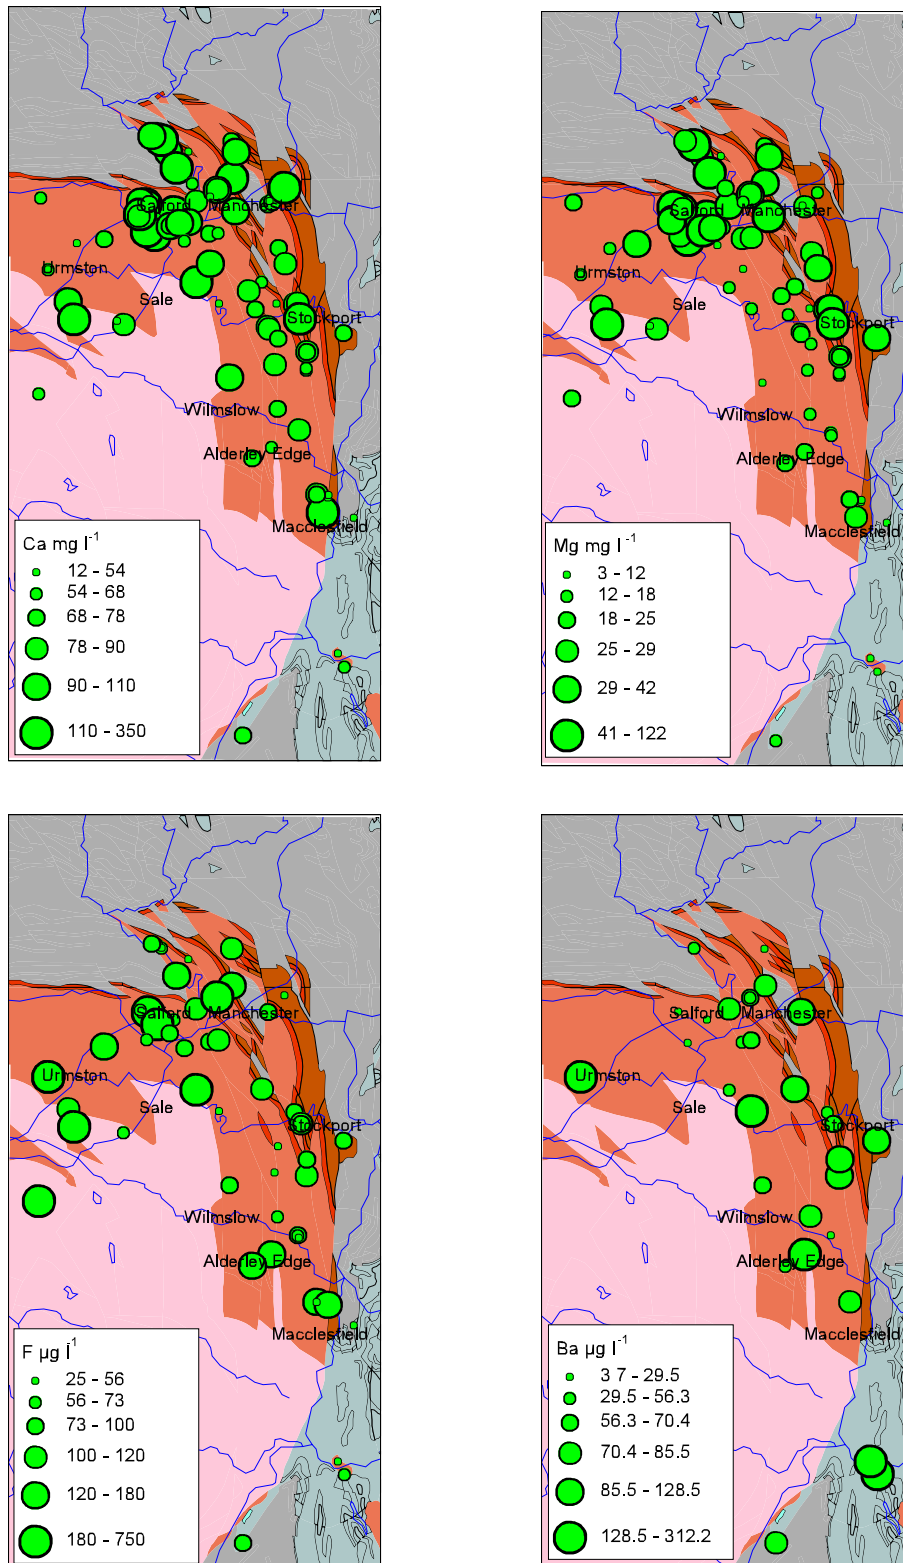 Salford Manchester
Urmston
Sale
Stockport
Wilmslow
Alderley Edge
Macclesfield
Ca mg l-1
12 - 54
54 - 68
68 - 78
78 - 90
90 - 110
110 - 350
Salford Manchester
Urmston
Sale
Stockport
Wilmslow
Alderley Edge
Macclesfield
Mg mg l-1
3 - 12
12 - 18
18 - 25
25 - 29
29 - 42
41 - 122
Salford Manchester
Urmston
Sale
Stockport
Wilmslow
Alderley Edge
Macclesfield
F µg l-1
25 - 56
56 - 73
73 - 100
100 - 120
120 - 180
180 - 750
Salford Manchester
Urmston
Sale
Stockport
Wilmslow
Alderley Edge
Macclesfield
Ba µg l-1
3 7 - 29.5
29.5 - 56.3
56.3 - 70.4
70.4 - 85.5
85.5 - 128.5
128.5 - 312.2